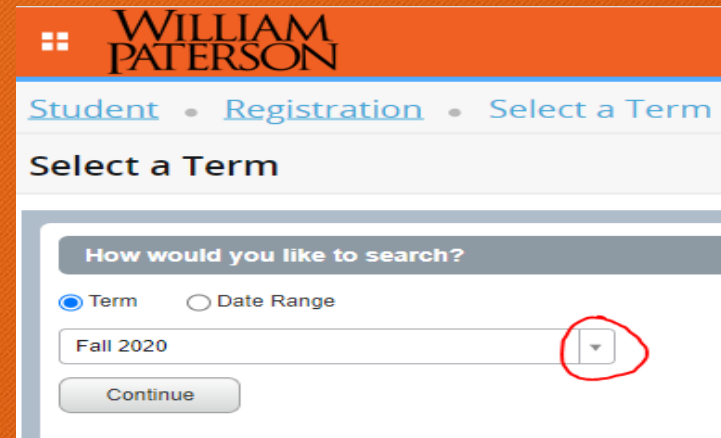 WILLIAM
PATERSON
Student • Registration • Select a Term
Select a Term
How would you like to search?
Term Date Range
Fall 2020
Continue